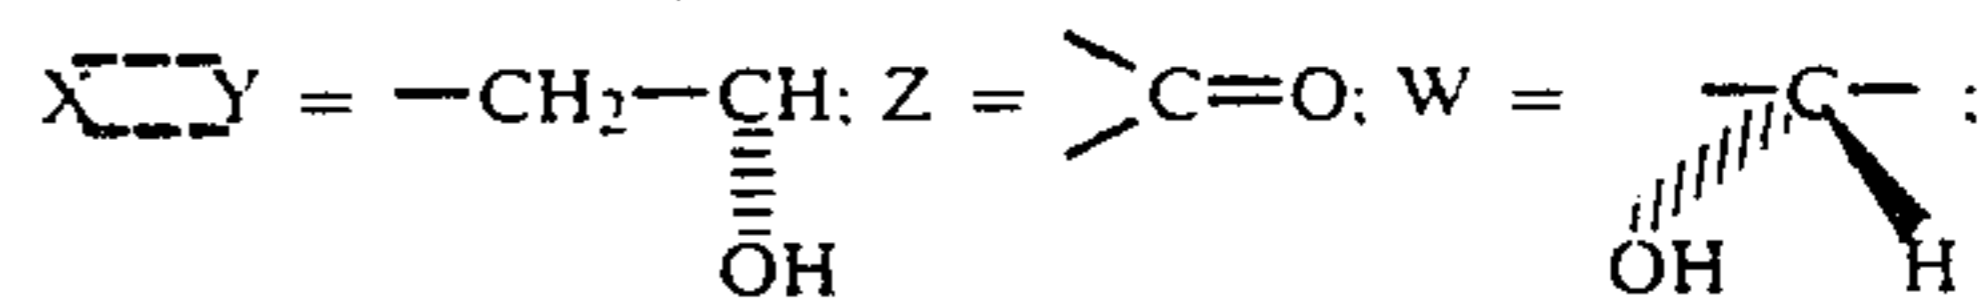 X Y = —CH₂—CH; Z = C=O; W = —C— ;
OH OH H